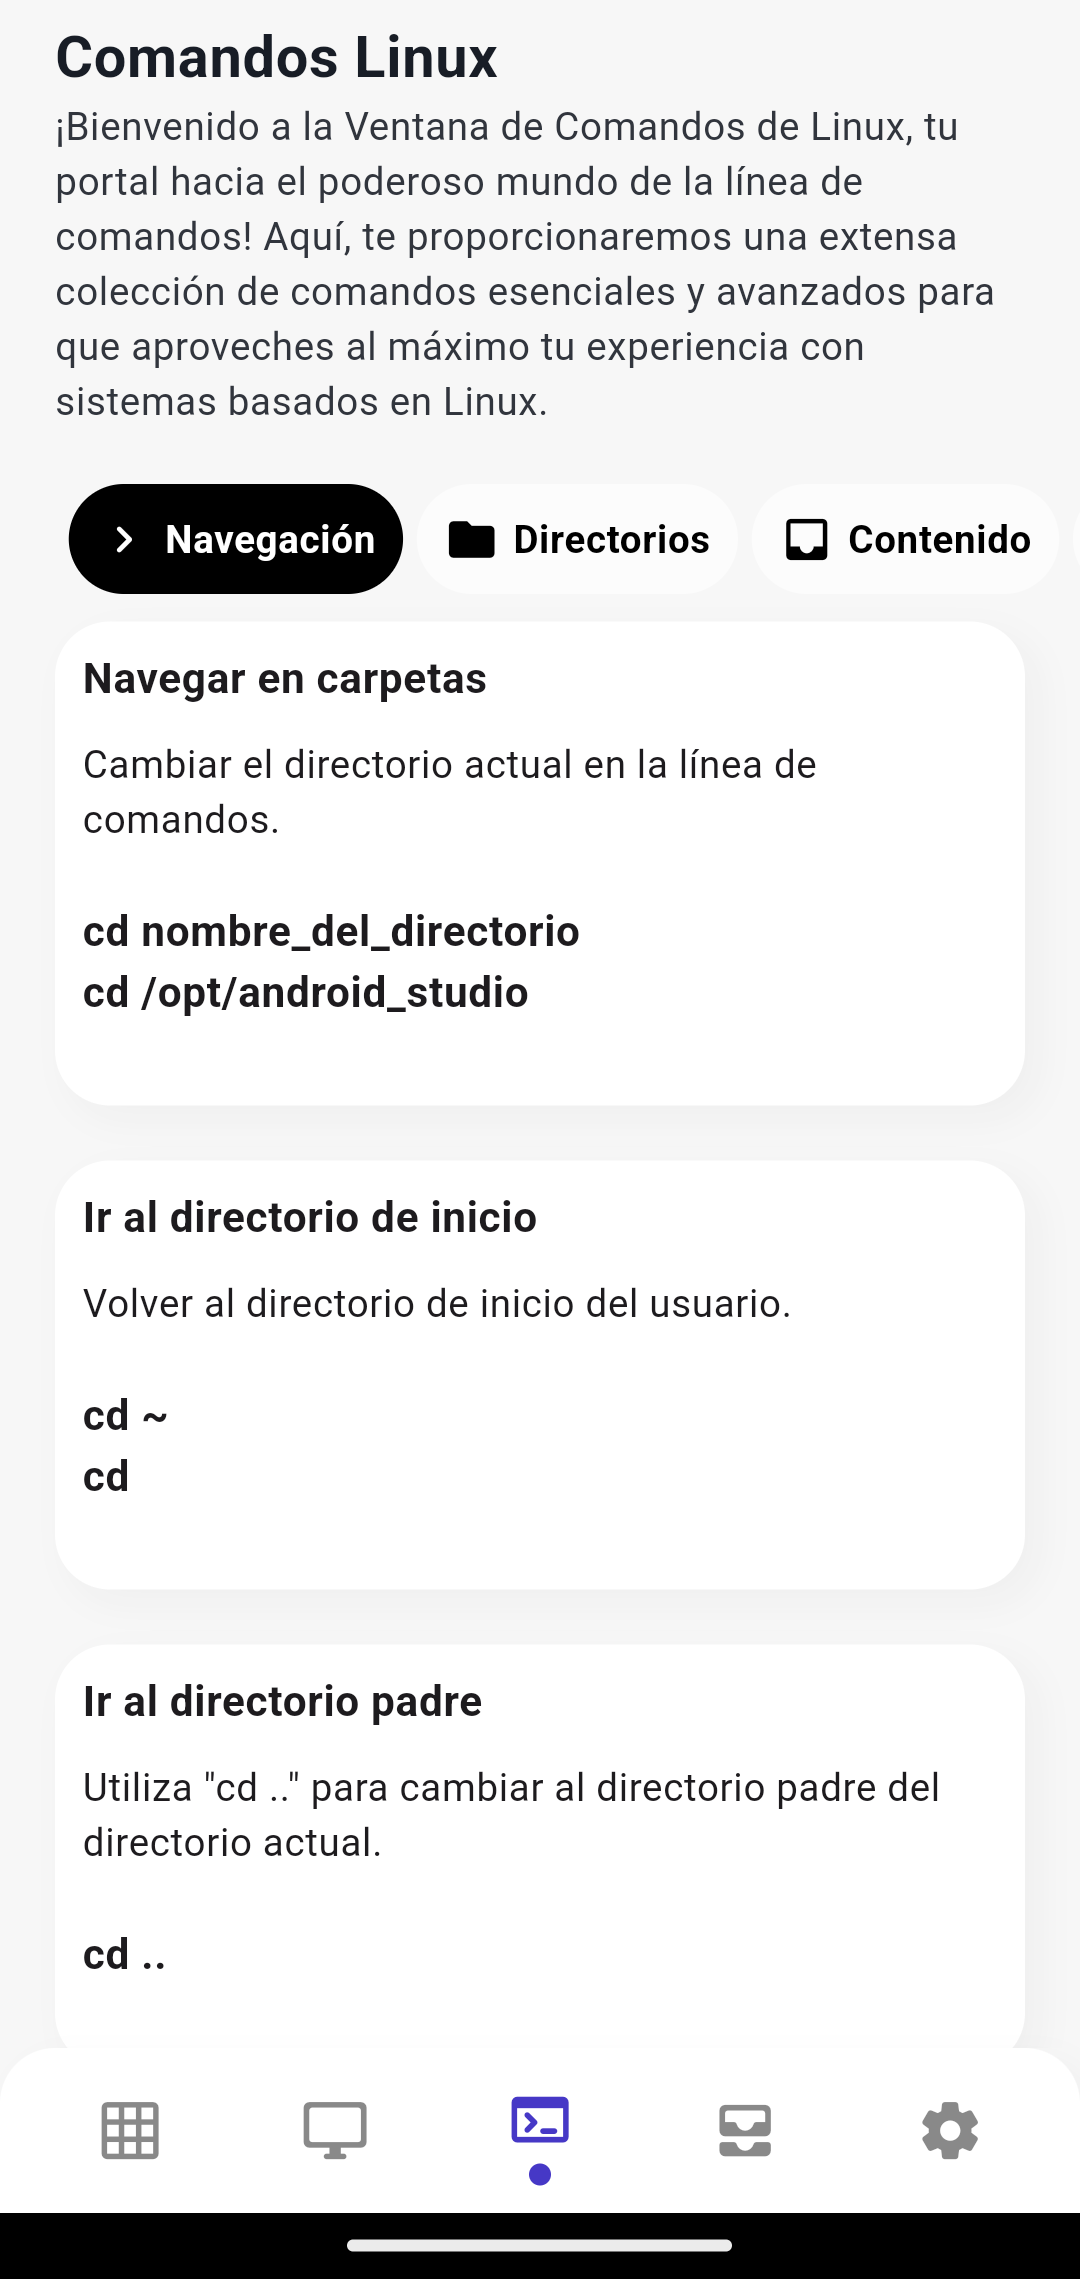 Comandos Linux
¡Bienvenido a la Ventana de Comandos de Linux, tu
portal hacia el poderoso mundo de la línea de
comandos! Aquí, te proporcionaremos una extensa
colección de comandos esenciales y avanzados para
que aproveches al máximo tu experiencia con
sistemas basados en Linux.
Navegación Directorios Contenido
Navegar en carpetas
Cambiar el directorio actual en la línea de
comandos.
cd nombre_del_directorio
cd /opt/android_studio
Ir al directorio de inicio
Volver al directorio de inicio del usuario.
cd ~
cd
Ir al directorio padre
Utiliza "cd .." para cambiar al directorio padre del
directorio actual.
cd ..